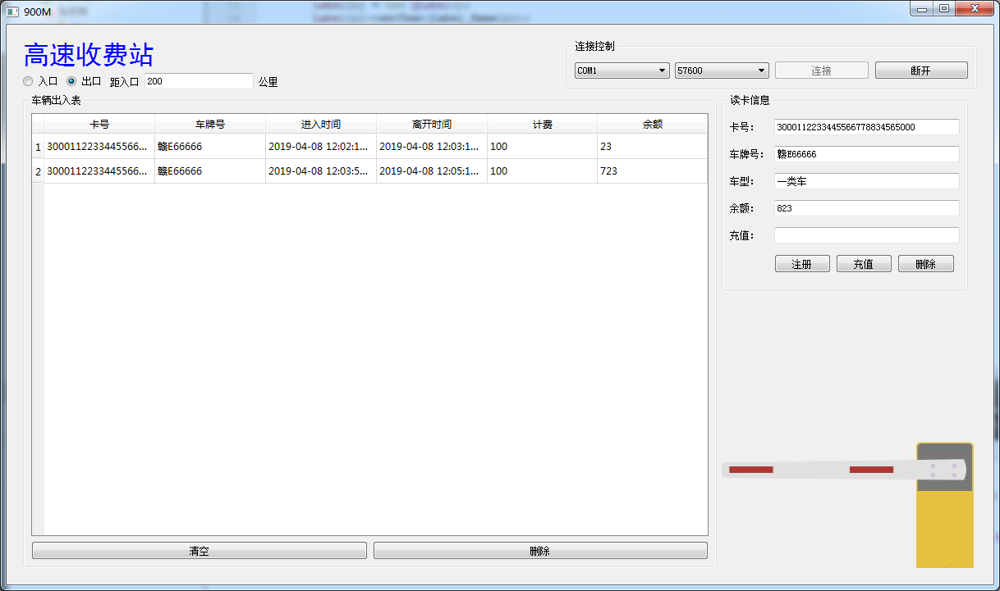 900M
高速收费站
入口 出口 距入口 200 公里
连接控制
COM1 57600 连接 断开
车辆出入表
卡号 车牌号 进入时间 离开时间 计费 余额
1 3000112233445566... 赣E66666 2019-04-08 12:02:1... 2019-04-08 12:03:1... 100 23
2 3000112233445566... 赣E66666 2019-04-08 12:03:5... 2019-04-08 12:05:1... 100 723
清空 删除
读卡信息
卡号： 3000112233445566778834565000
车牌号： 赣E66666
车型： 一类车
余额： 823
充值：
注册 充值 删除